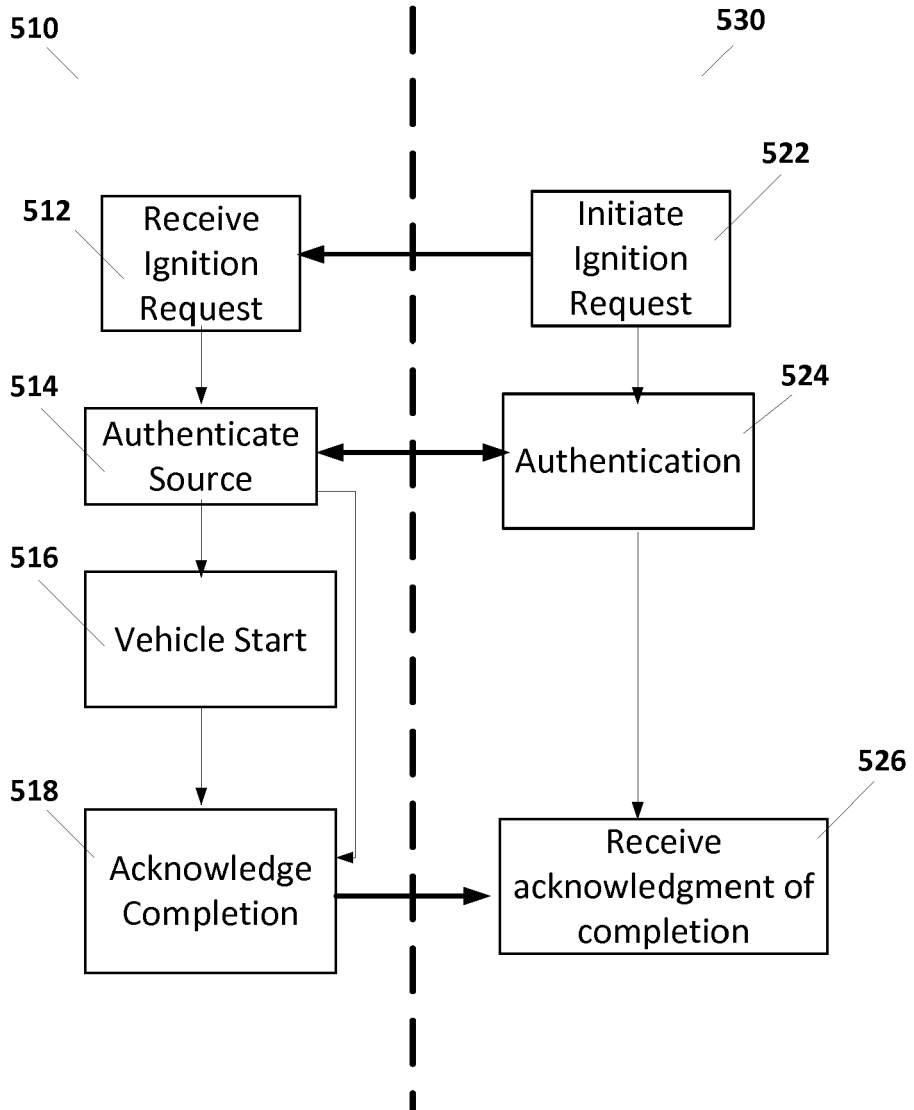 510
530
522
512
Receive
Ignition
Request
Initiate
Ignition
Request
514
524
Authenticate
Source
Authentication
516
Vehicle Start
518
526
Acknowledge
Completion
Receive
acknowledgment of
completion